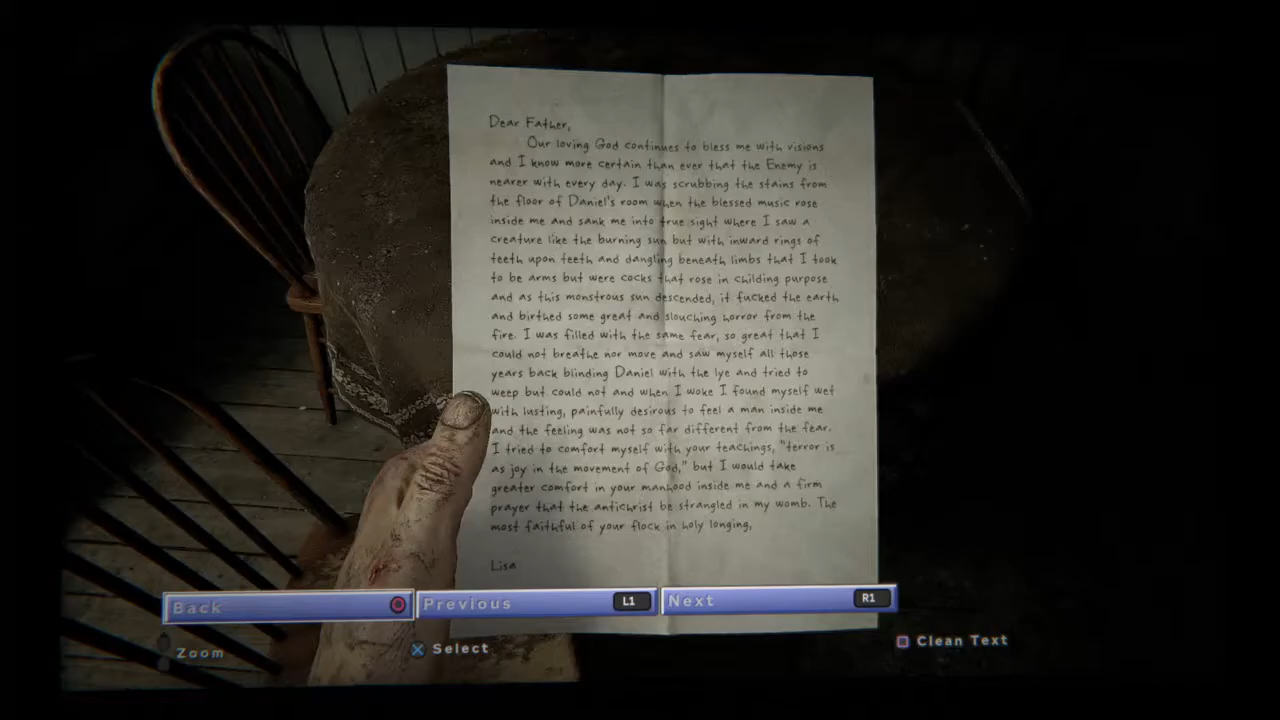 Dear Father,
Our loving God continues to bless me with visions
and I know more certain than ever that the Enemy is
nearer with every day. I was scrubbing the stains from
the floor of Daniel's room when the blessed music rose
inside me and sank me into true sight where I saw a
creature like the burning sun but with inward rings of
teeth upon teeth and dangling beneath limbs that I took
to be arms but were cocks that rose in childing purpose
and as this monstrous sun descended, it fucked the earth
and birthed some great and slouching horror from the
fire. I was filled with the same fear, so great that I
could not breathe nor move and saw myself all those
years back blinding Daniel with the lye and tried to
weep but could not and when I woke I found myself wet
with lusting, painfully desirous to feel a man inside me
and the feeling was not so far different from the fear.
I tried to comfort myself with your teachings, "terror is
as joy in the movement of God," but I would take
greater comfort in your manhood inside me and a firm
prayer that the antichrist be strangled in my womb. The
most faithful of your flock in holy longing,
Lisa
Back
Previous L1
Next R1
Zoom
Select
Clean Text